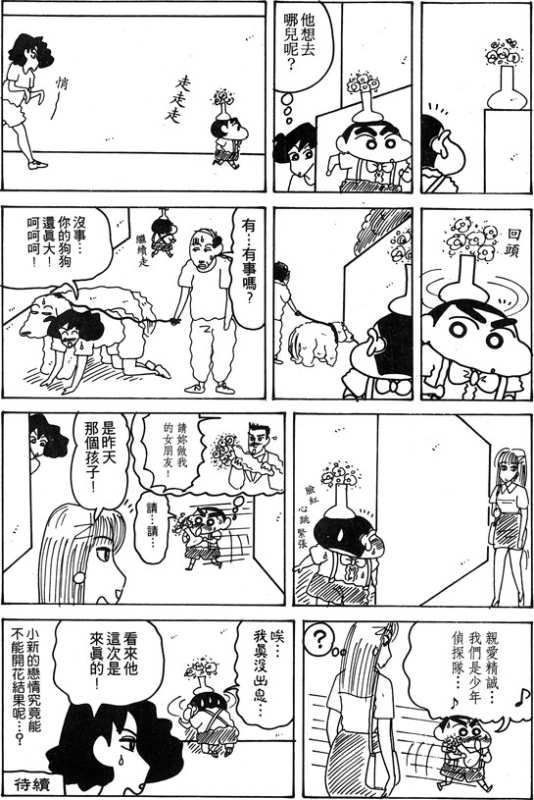 他想去
哪兒呢?
走走走
悄
回頭
有…有事嗎?
繼續走
沒事…
你的狗狗
還真大!
呵呵呵!
臉紅
心跳
緊張
請妳做我
的女朋友!
請…請…
是昨天
那個孩子!
親愛精誠…
我們是少年
偵探隊…
?
唉…
我真沒出息…
看來他
這次是
來真的!
小新的戀情究竟能
不能開花結果呢…?
待續